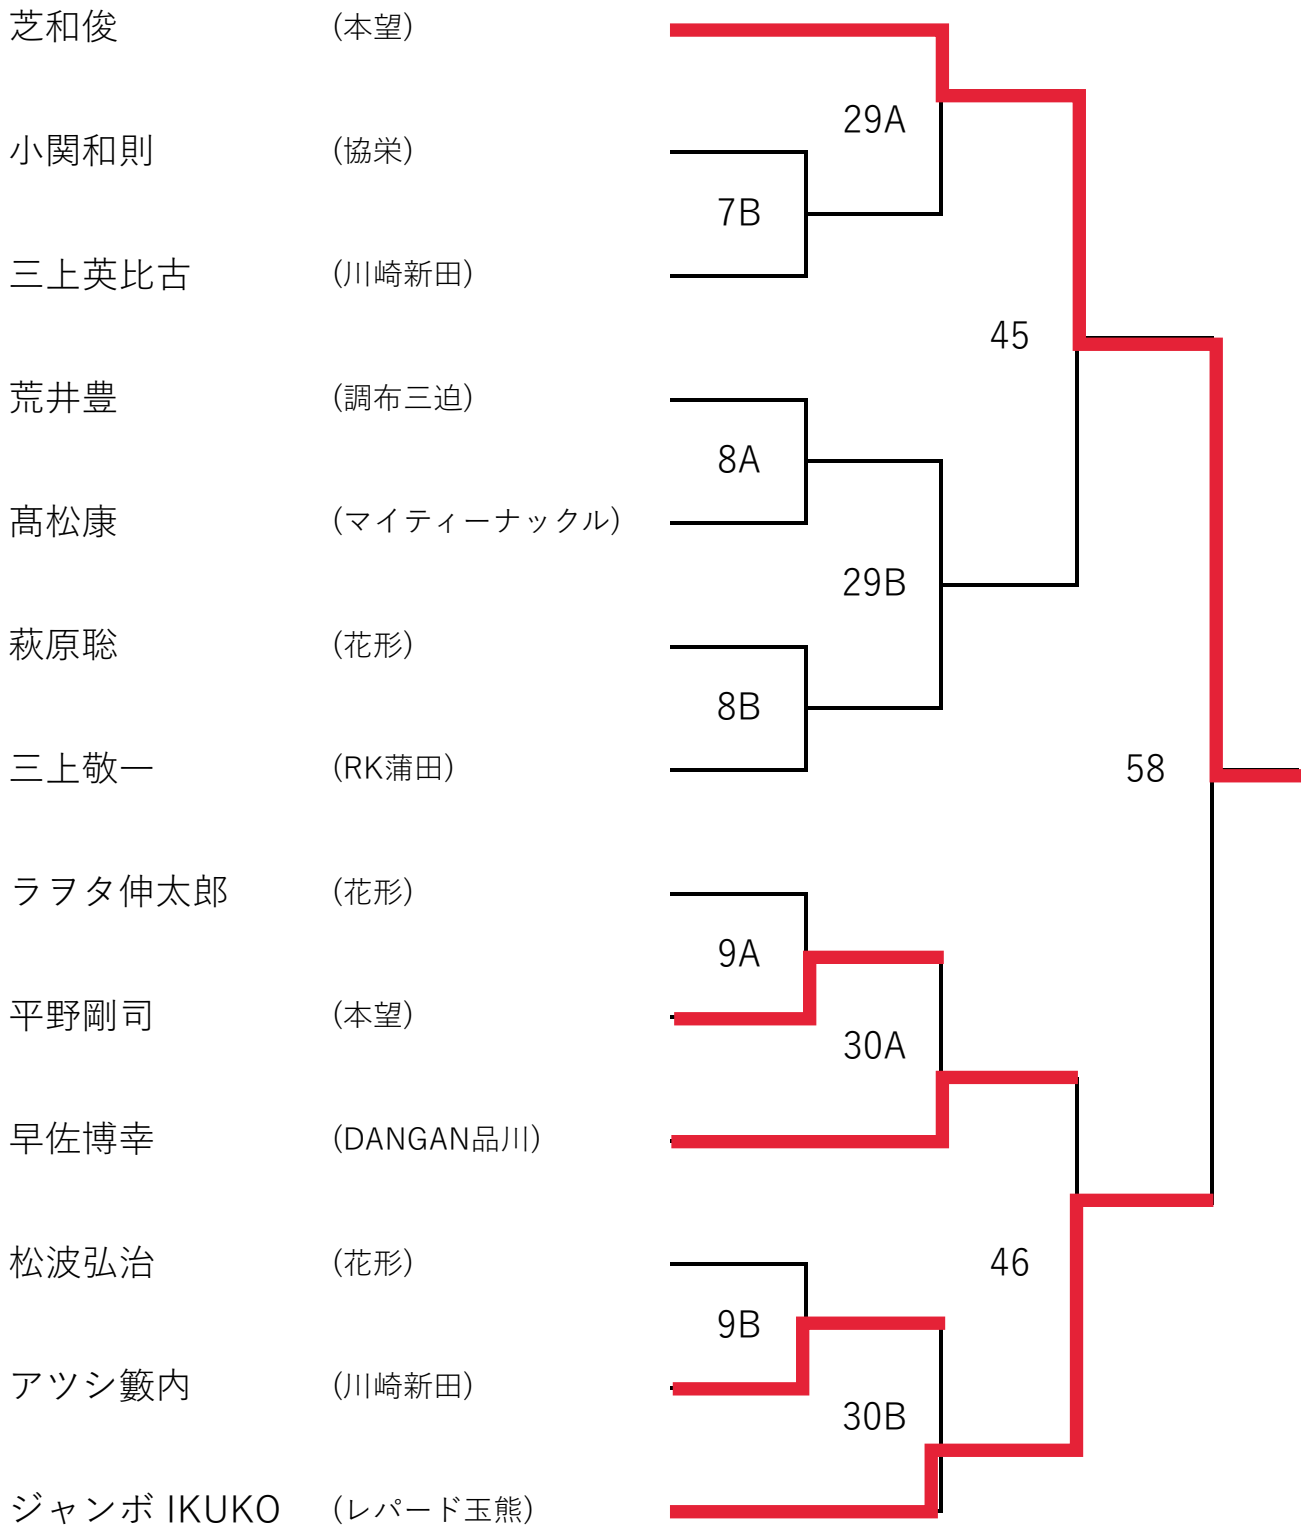 芝和俊 (本望)
29A
小関和則 (協栄)
7B
三上英比古 (川崎新田)
45
荒井豊 (調布三迫)
8A
髙松康 (マイティーナックル)
29B
萩原聡 (花形)
8B
三上敬一 (RK蒲田)
58
ラヲタ伸太郎 (花形)
9A
平野剛司 (本望)
30A
早佐博幸 (DANGAN品川)
松波弘治 (花形)
46
9B
アツシ籔内 (川崎新田)
30B
ジャンボ IKUKO (レパード玉熊)